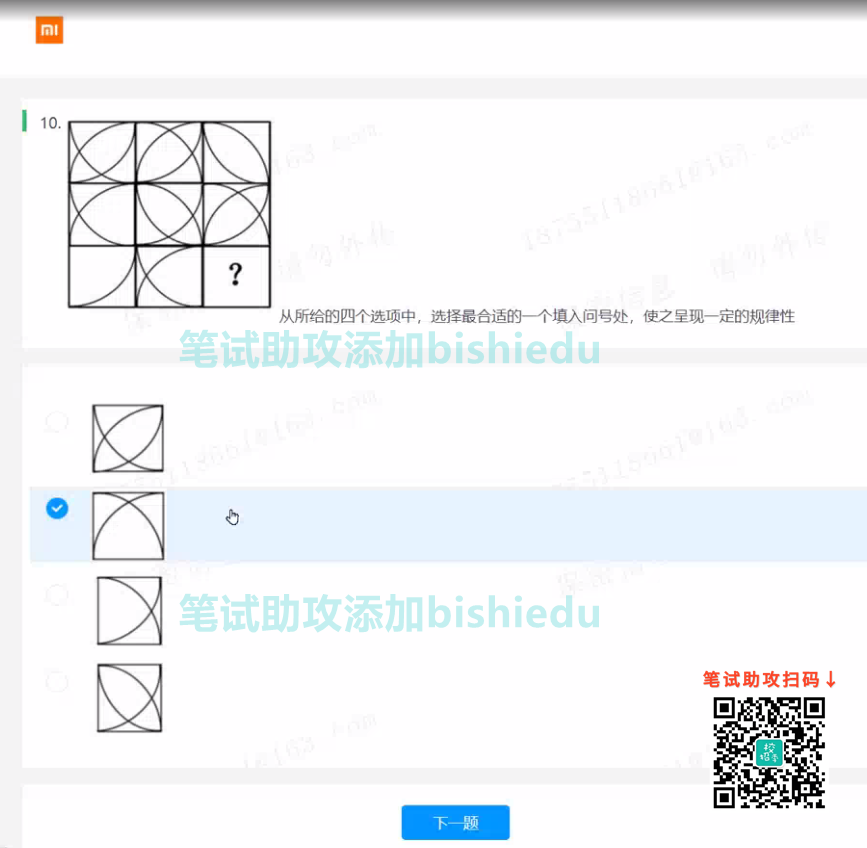 mi
10.
?
从所给的四个选项中，选择最合适的一个填入问号处，使之呈现一定的规律性
笔试助攻添加bishiedu
笔试助攻添加bishiedu
笔试助攻扫码↓
下一题